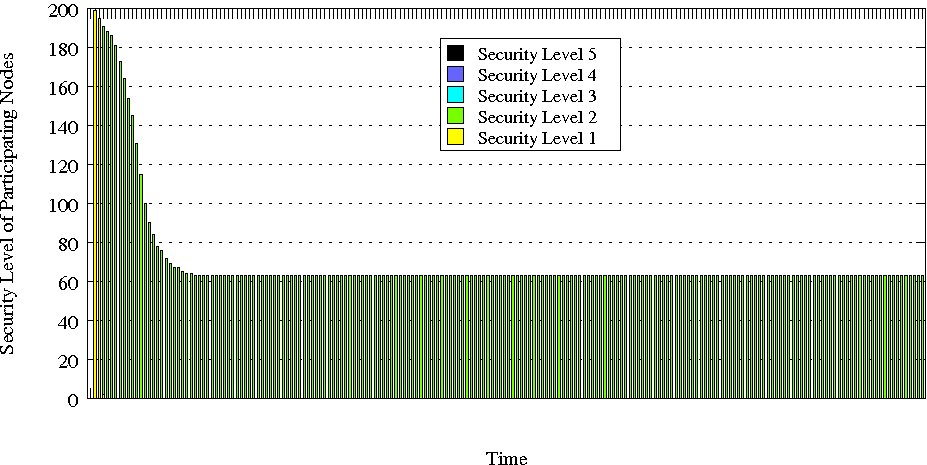 Security Level of Participating Nodes
200
180
160
140
120
100
80
60
40
20
0
Security Level 5
Security Level 4
Security Level 3
Security Level 2
Security Level 1
Time